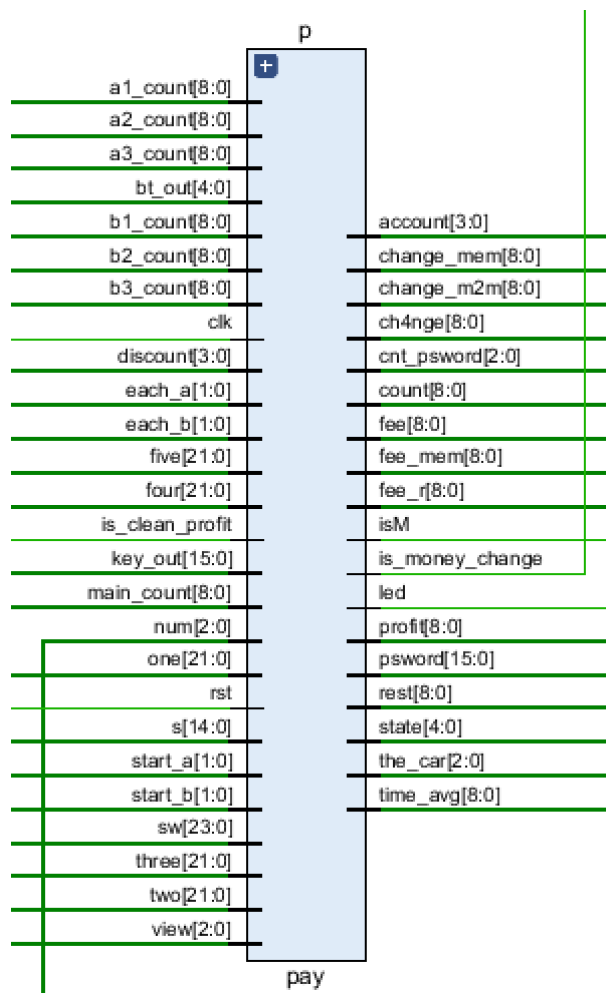 p
+
a1_count[8:0]
a2_count[8:0]
a3_count[8:0]
bt_out[4:0]
b1_count[8:0]
b2_count[8:0]
b3_count[8:0]
clk
discount[3:0]
each_a[1:0]
each_b[1:0]
five[21:0]
four[21:0]
is_clean_profit
key_out[15:0]
main_count[8:0]
num[2:0]
one[21:0]
rst
s[14:0]
start_a[1:0]
start_b[1:0]
sw[23:0]
three[21:0]
two[21:0]
view[2:0]
account[3:0]
change_mem[8:0]
change_m2m[8:0]
ch4nge[8:0]
cnt_psword[2:0]
count[8:0]
fee[8:0]
fee_mem[8:0]
fee_r[8:0]
isM
is_money_change
led
profit[8:0]
psword[15:0]
rest[8:0]
state[4:0]
the_car[2:0]
time_avg[8:0]
pay